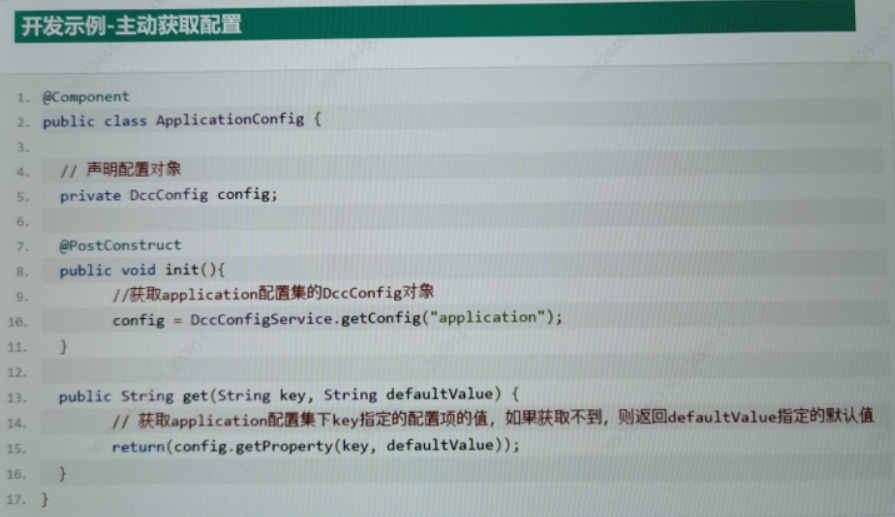 开发示例-主动获取配置
1. @Component
2. public class ApplicationConfig {
3.
4. // 声明配置对象
5. private DccConfig config;
6.
7. @PostConstruct
8. public void init(){
9. //获取application配置集的DccConfig对象
10. config = DccConfigService.getConfig("application");
11. }
12.
13. public String get(String key, String defaultValue) {
14. // 获取application配置集下key指定的配置项的值，如果获取不到，则返回defaultValue指定的默认值
15. return(config.getProperty(key, defaultValue));
16. }
17. }